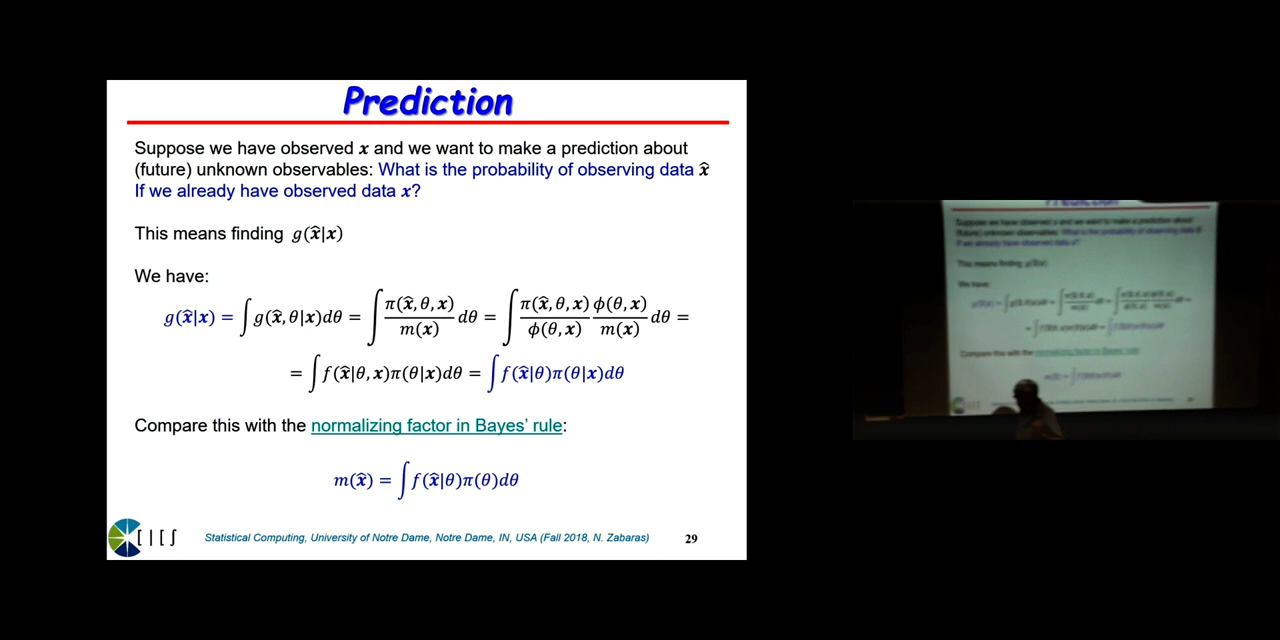 Prediction
Suppose we have observed x and we want to make a prediction about
(future) unknown observables: What is the probability of observing data x̂
If we already have observed data x?
This means finding g(x̂|x)
We have:
g(x̂|x) = ∫ g(x̂, θ|x)dθ = ∫ π(x̂, θ, x)/m(x) dθ = ∫ π(x̂, θ, x)/ϕ(θ, x) ϕ(θ, x)/m(x) dθ =
= ∫ f(x̂|θ, x)π(θ|x)dθ = ∫ f(x̂|θ)π(θ|x)dθ
Compare this with the normalizing factor in Bayes’ rule:
m(x̂) = ∫ f(x̂|θ)π(θ)dθ
Statistical Computing, University of Notre Dame, Notre Dame, IN, USA (Fall 2018, N. Zabaras)
29